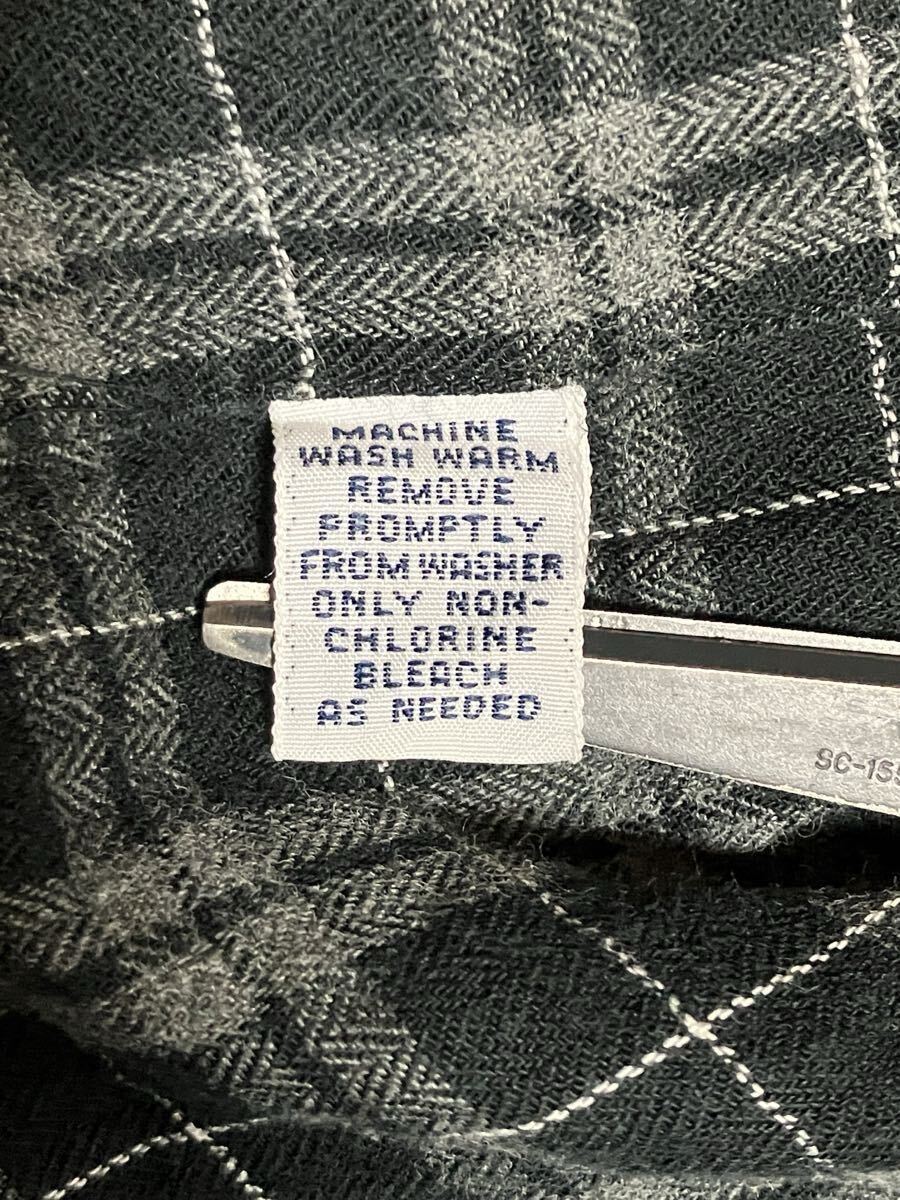 MACHINE
WASH WARM
REMOVE
PROMPTLY
FROM WASHER
ONLY NON-
CHLORINE
BLEACH
AS NEEDED
SC-155